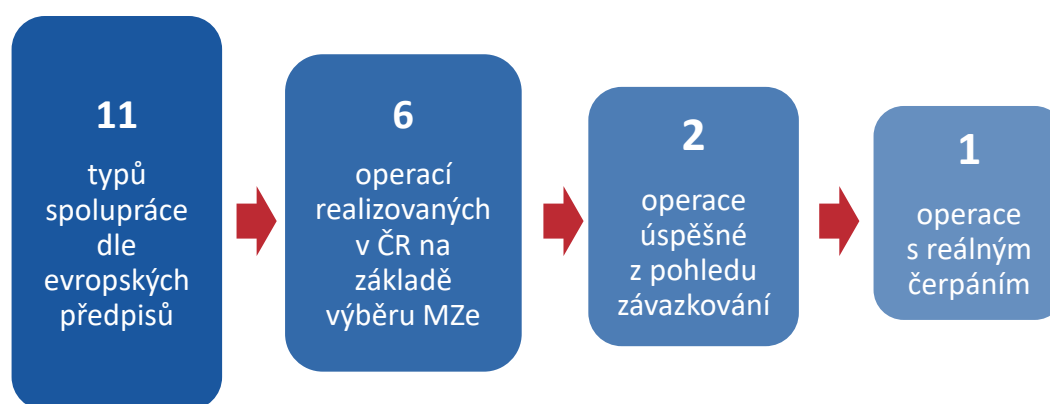 11
typů
spolupráce
dle
evropských
předpisů
6
operací
realizovaných
v ČR na
základě
výběru MZe
2
operace
úspěšné
z pohledu
závazkování
1
operace
s reálným
čerpáním